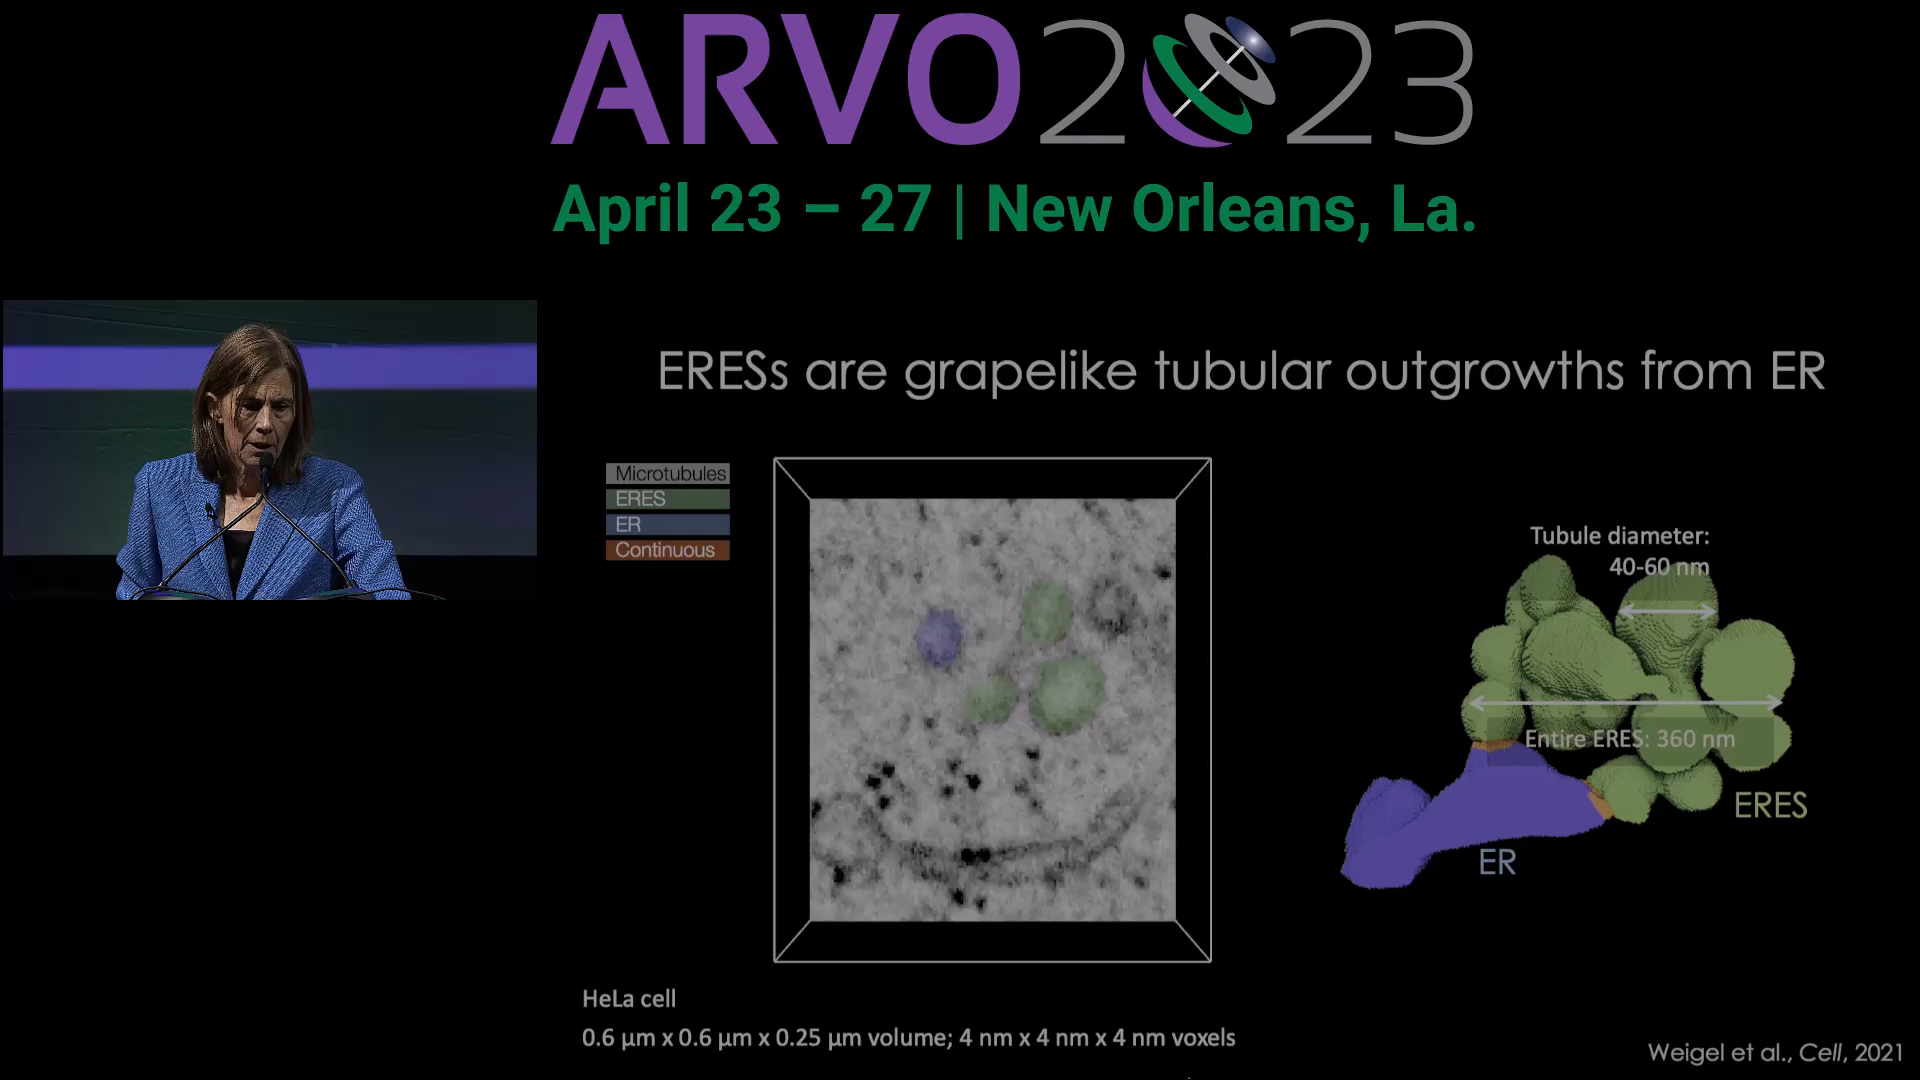 ARVO2023
April 23 – 27 | New Orleans, La.
ERESs are grapelike tubular outgrowths from ER
Microtubules
ERES
ER
Continuous
Tubule diameter:
40-60 nm
Entire ERES: 360 nm
ERES
ER
HeLa cell
0.6 µm x 0.6 µm x 0.25 µm volume; 4 nm x 4 nm x 4 nm voxels
Weigel et al., Cell, 2021